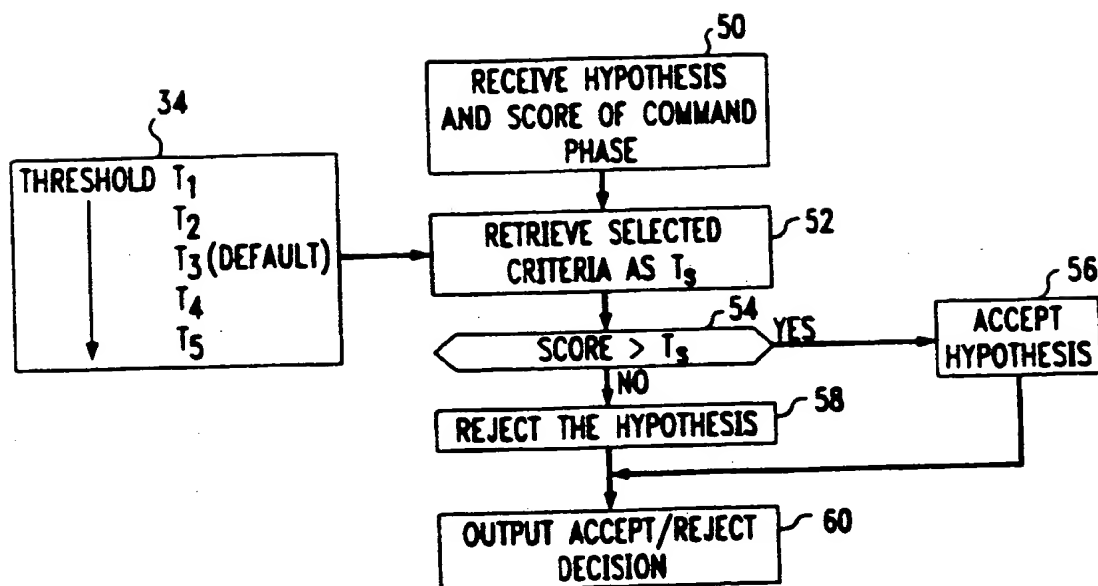 50
RECEIVE HYPOTHESIS
AND SCORE OF COMMAND
PHASE
34
THRESHOLD T1
T2
T3 (DEFAULT)
T4
T5
52
RETRIEVE SELECTED
CRITERIA AS Ts
54
SCORE > Ts
YES
56
ACCEPT
HYPOTHESIS
NO
58
REJECT THE HYPOTHESIS
60
OUTPUT ACCEPT/REJECT
DECISION